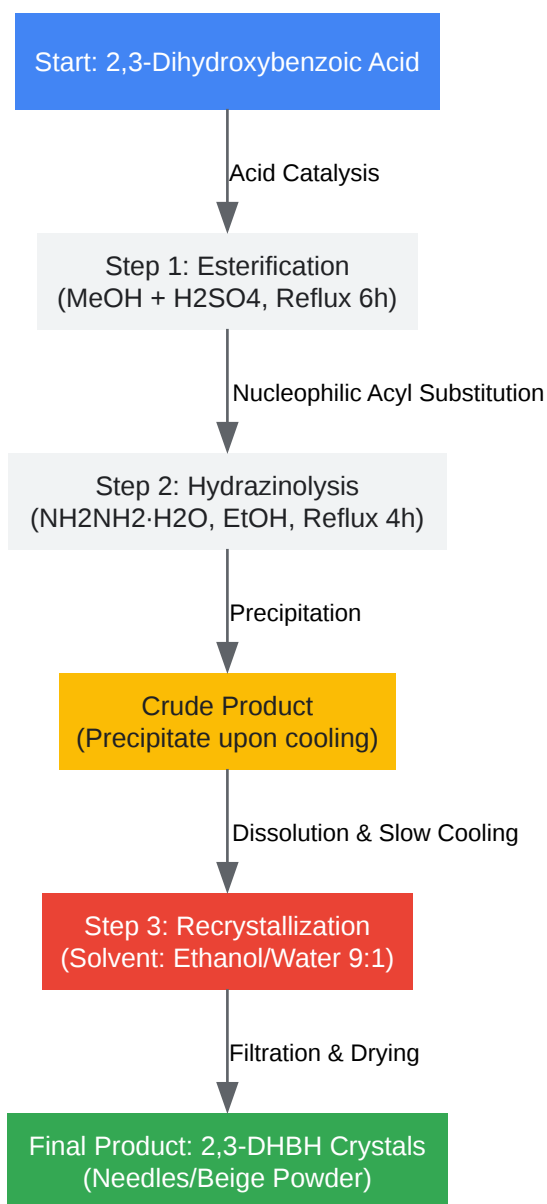 Start: 2,3-Dihydroxybenzoic Acid
Acid Catalysis
Step 1: Esterification
(MeOH + H2SO4, Reflux 6h)
Nucleophilic Acyl Substitution
Step 2: Hydrazinolysis
(NH2NH2·H2O, EtOH, Reflux 4h)
Precipitation
Crude Product
(Precipitate upon cooling)
Dissolution & Slow Cooling
Step 3: Recrystallization
(Solvent: Ethanol/Water 9:1)
Filtration & Drying
Final Product: 2,3-DHBH Crystals
(Needles/Beige Powder)